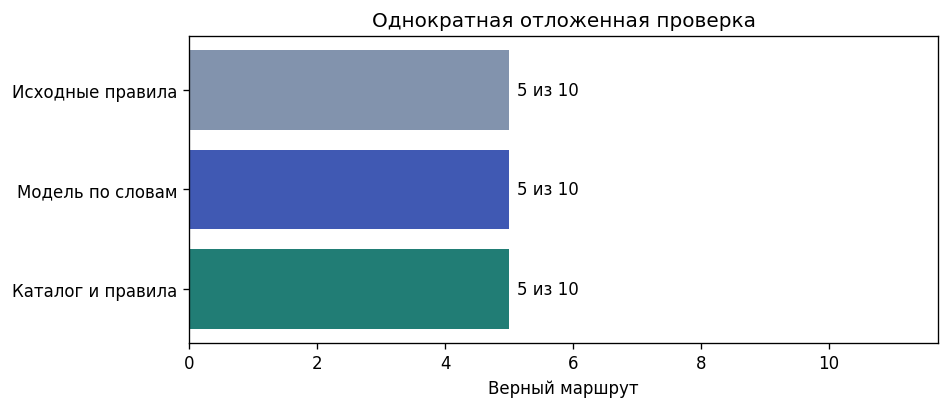 Однократная отложенная проверка
Исходные правила
5 из 10
Модель по словам
5 из 10
Каталог и правила
5 из 10
0 2 4 6 8 10
Верный маршрут